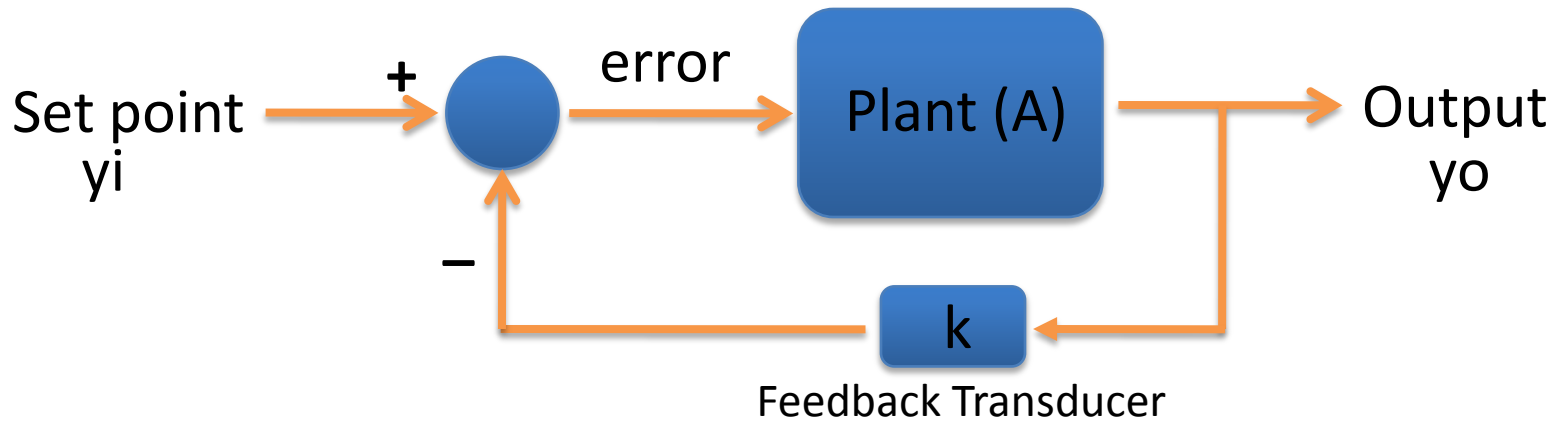 +
error
Set point
yi
Plant (A)
Output
yo
–
k
Feedback Transducer